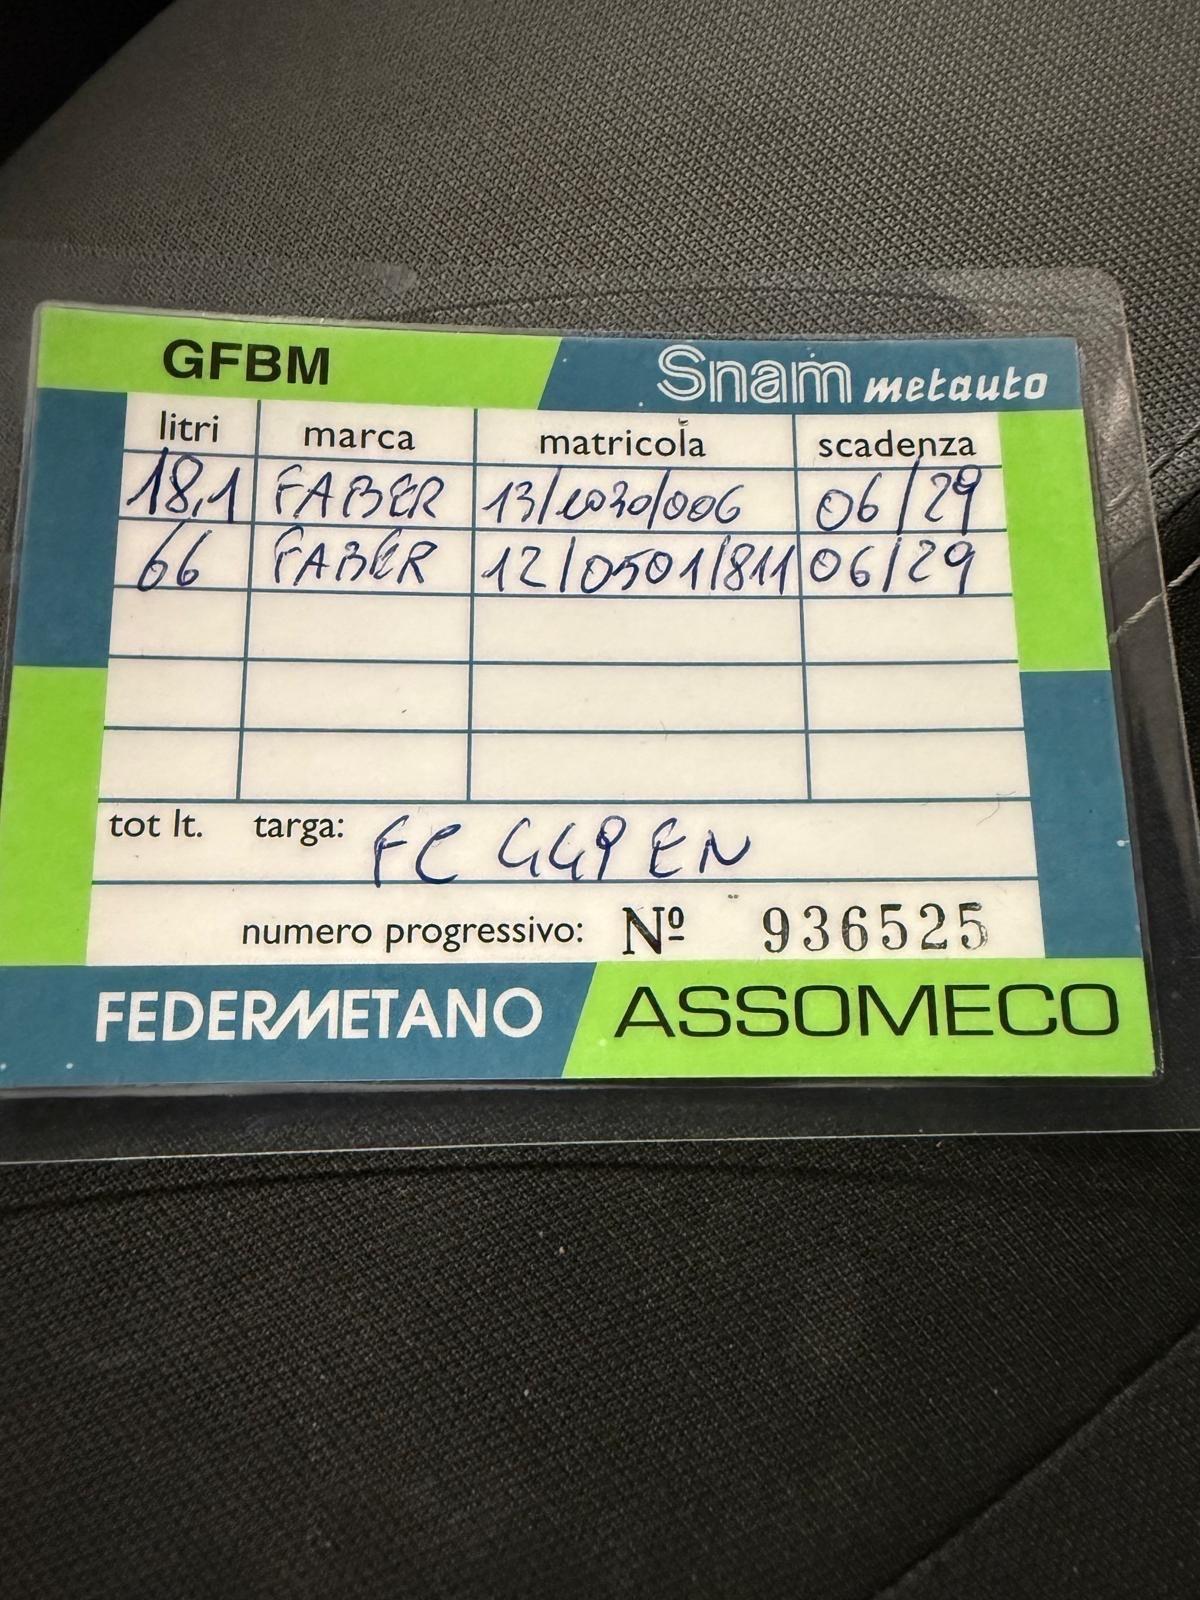 GFBM Snam metauto
litri marca matricola scadenza
18,1 FABER 13/1030/006 06/29
66 FABER 12/0501/811 06/29
tot lt. targa: FC 449 EN
numero progressivo: Nº 936525
FEDERMETANO ASSOMECO